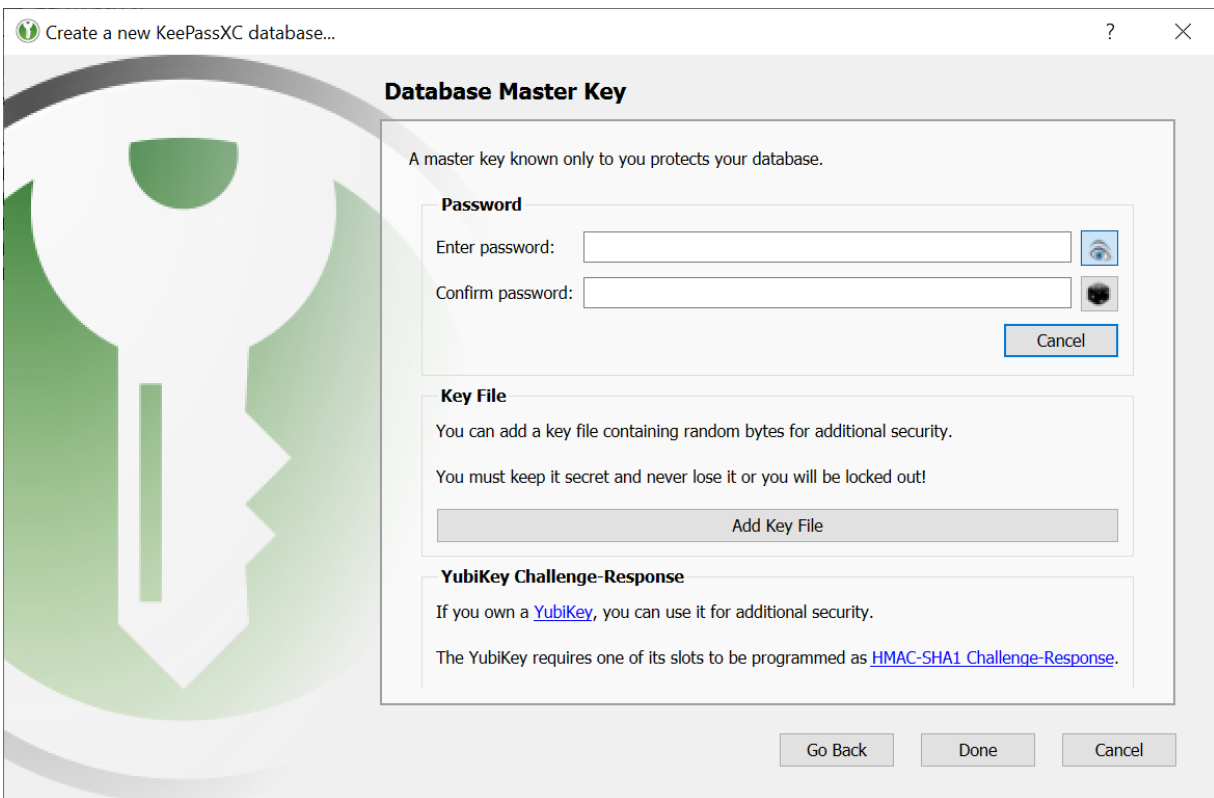 Create a new KeePassXC database...
?
Database Master Key
A master key known only to you protects your database.
Password
Enter password:
Confirm password:
Cancel
Key File
You can add a key file containing random bytes for additional security.
You must keep it secret and never lose it or you will be locked out!
Add Key File
YubiKey Challenge-Response
If you own a YubiKey, you can use it for additional security.
The YubiKey requires one of its slots to be programmed as HMAC-SHA1 Challenge-Response.
Go Back Done Cancel